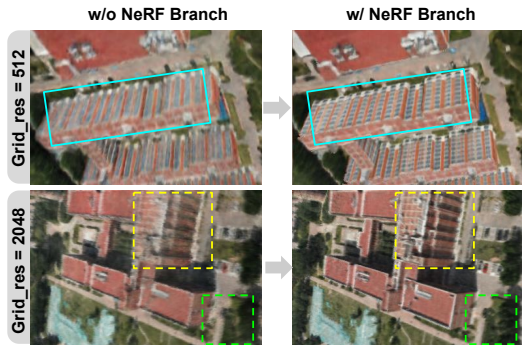 w/o NeRF Branch
w/ NeRF Branch
Grid_res = 512
Grid_res = 2048